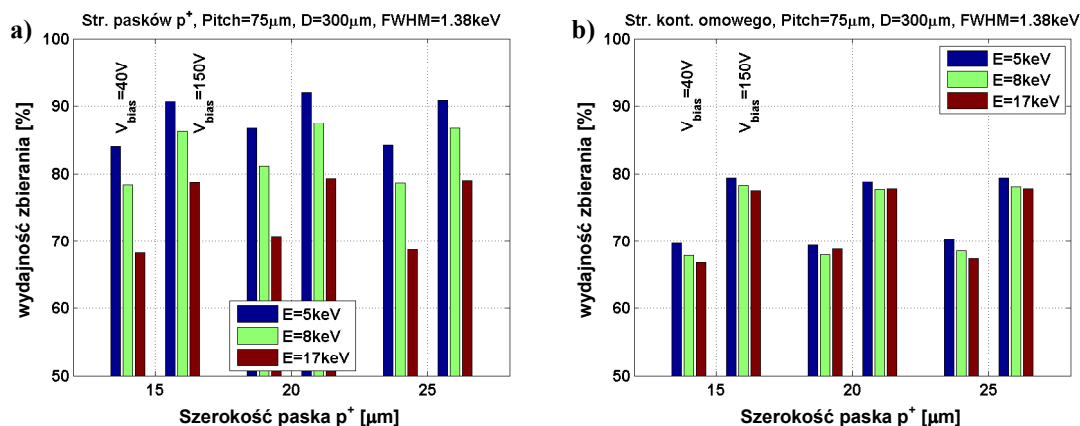 a)
Str. pasków p⁺, Pitch=75µm, D=300µm, FWHM=1.38keV
100
90
80
70
60
50
wydajność zbierania [%]
V_bias=40V
V_bias=150V
E=5keV
E=8keV
E=17keV
15 20 25
Szerokość paska p⁺ [µm]
b)
Str. kont. omowego, Pitch=75µm, D=300µm, FWHM=1.38keV
100
90
80
70
60
50
wydajność zbierania [%]
V_bias=40V
V_bias=150V
E=5keV
E=8keV
E=17keV
15 20 25
Szerokość paska p⁺ [µm]